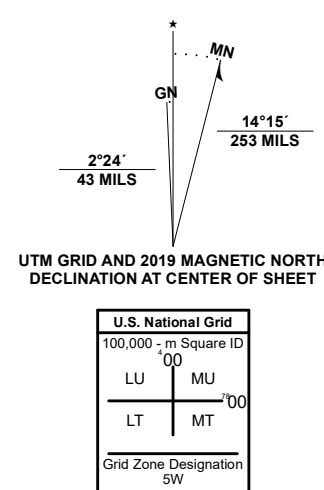 ★
MN
GN
14°15´
253 MILS
2°24´
43 MILS
UTM GRID AND 2019 MAGNETIC NORTH
DECLINATION AT CENTER OF SHEET
U.S. National Grid
100,000 - m Square ID
⁴00
LU MU
⁷⁸00
LT MT
Grid Zone Designation
5W